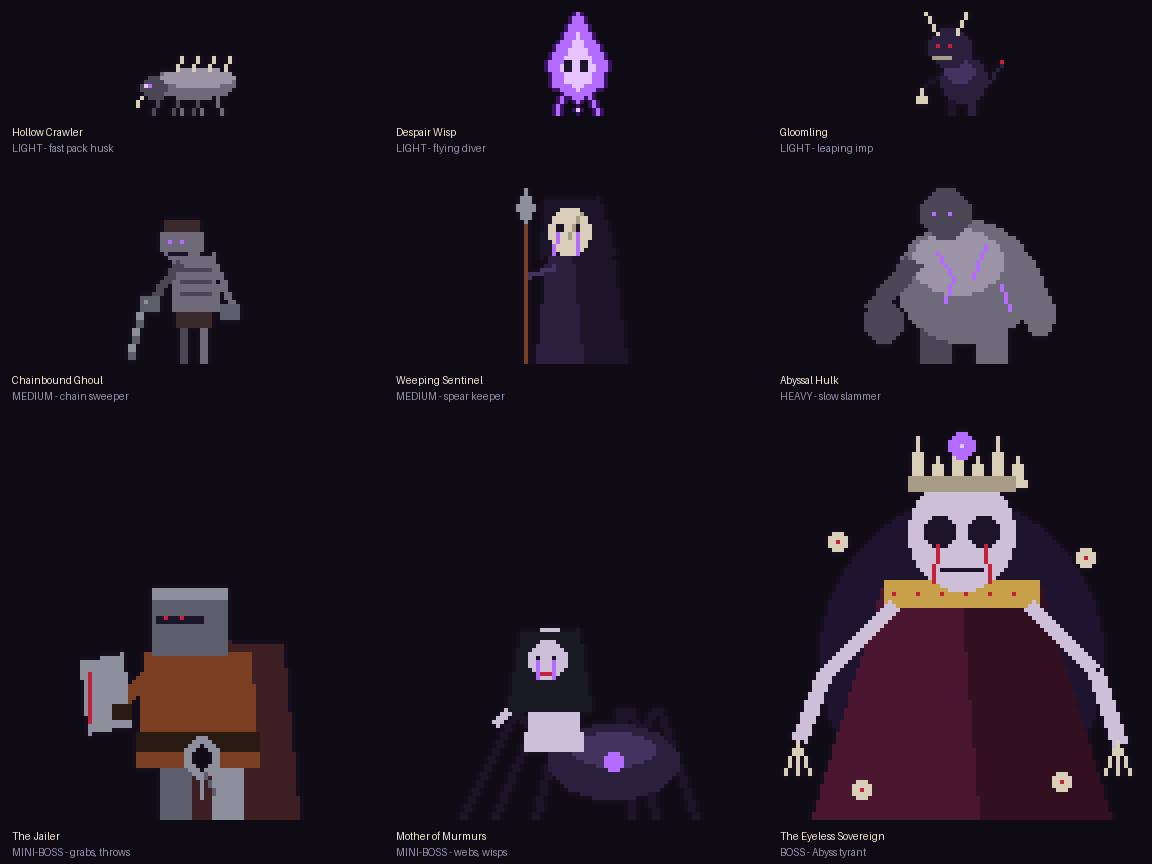 Hollow Crawler
LIGHT - fast pack husk
Despair Wisp
LIGHT - flying diver
Gloomling
LIGHT - leaping imp
Chainbound Ghoul
MEDIUM - chain sweeper
Weeping Sentinel
MEDIUM - spear keeper
Abyssal Hulk
HEAVY - slow slammer
The Jailer
MINI-BOSS - grabs, throws
Mother of Murmurs
MINI-BOSS - webs, wisps
The Eyeless Sovereign
BOSS - Abyss tyrant